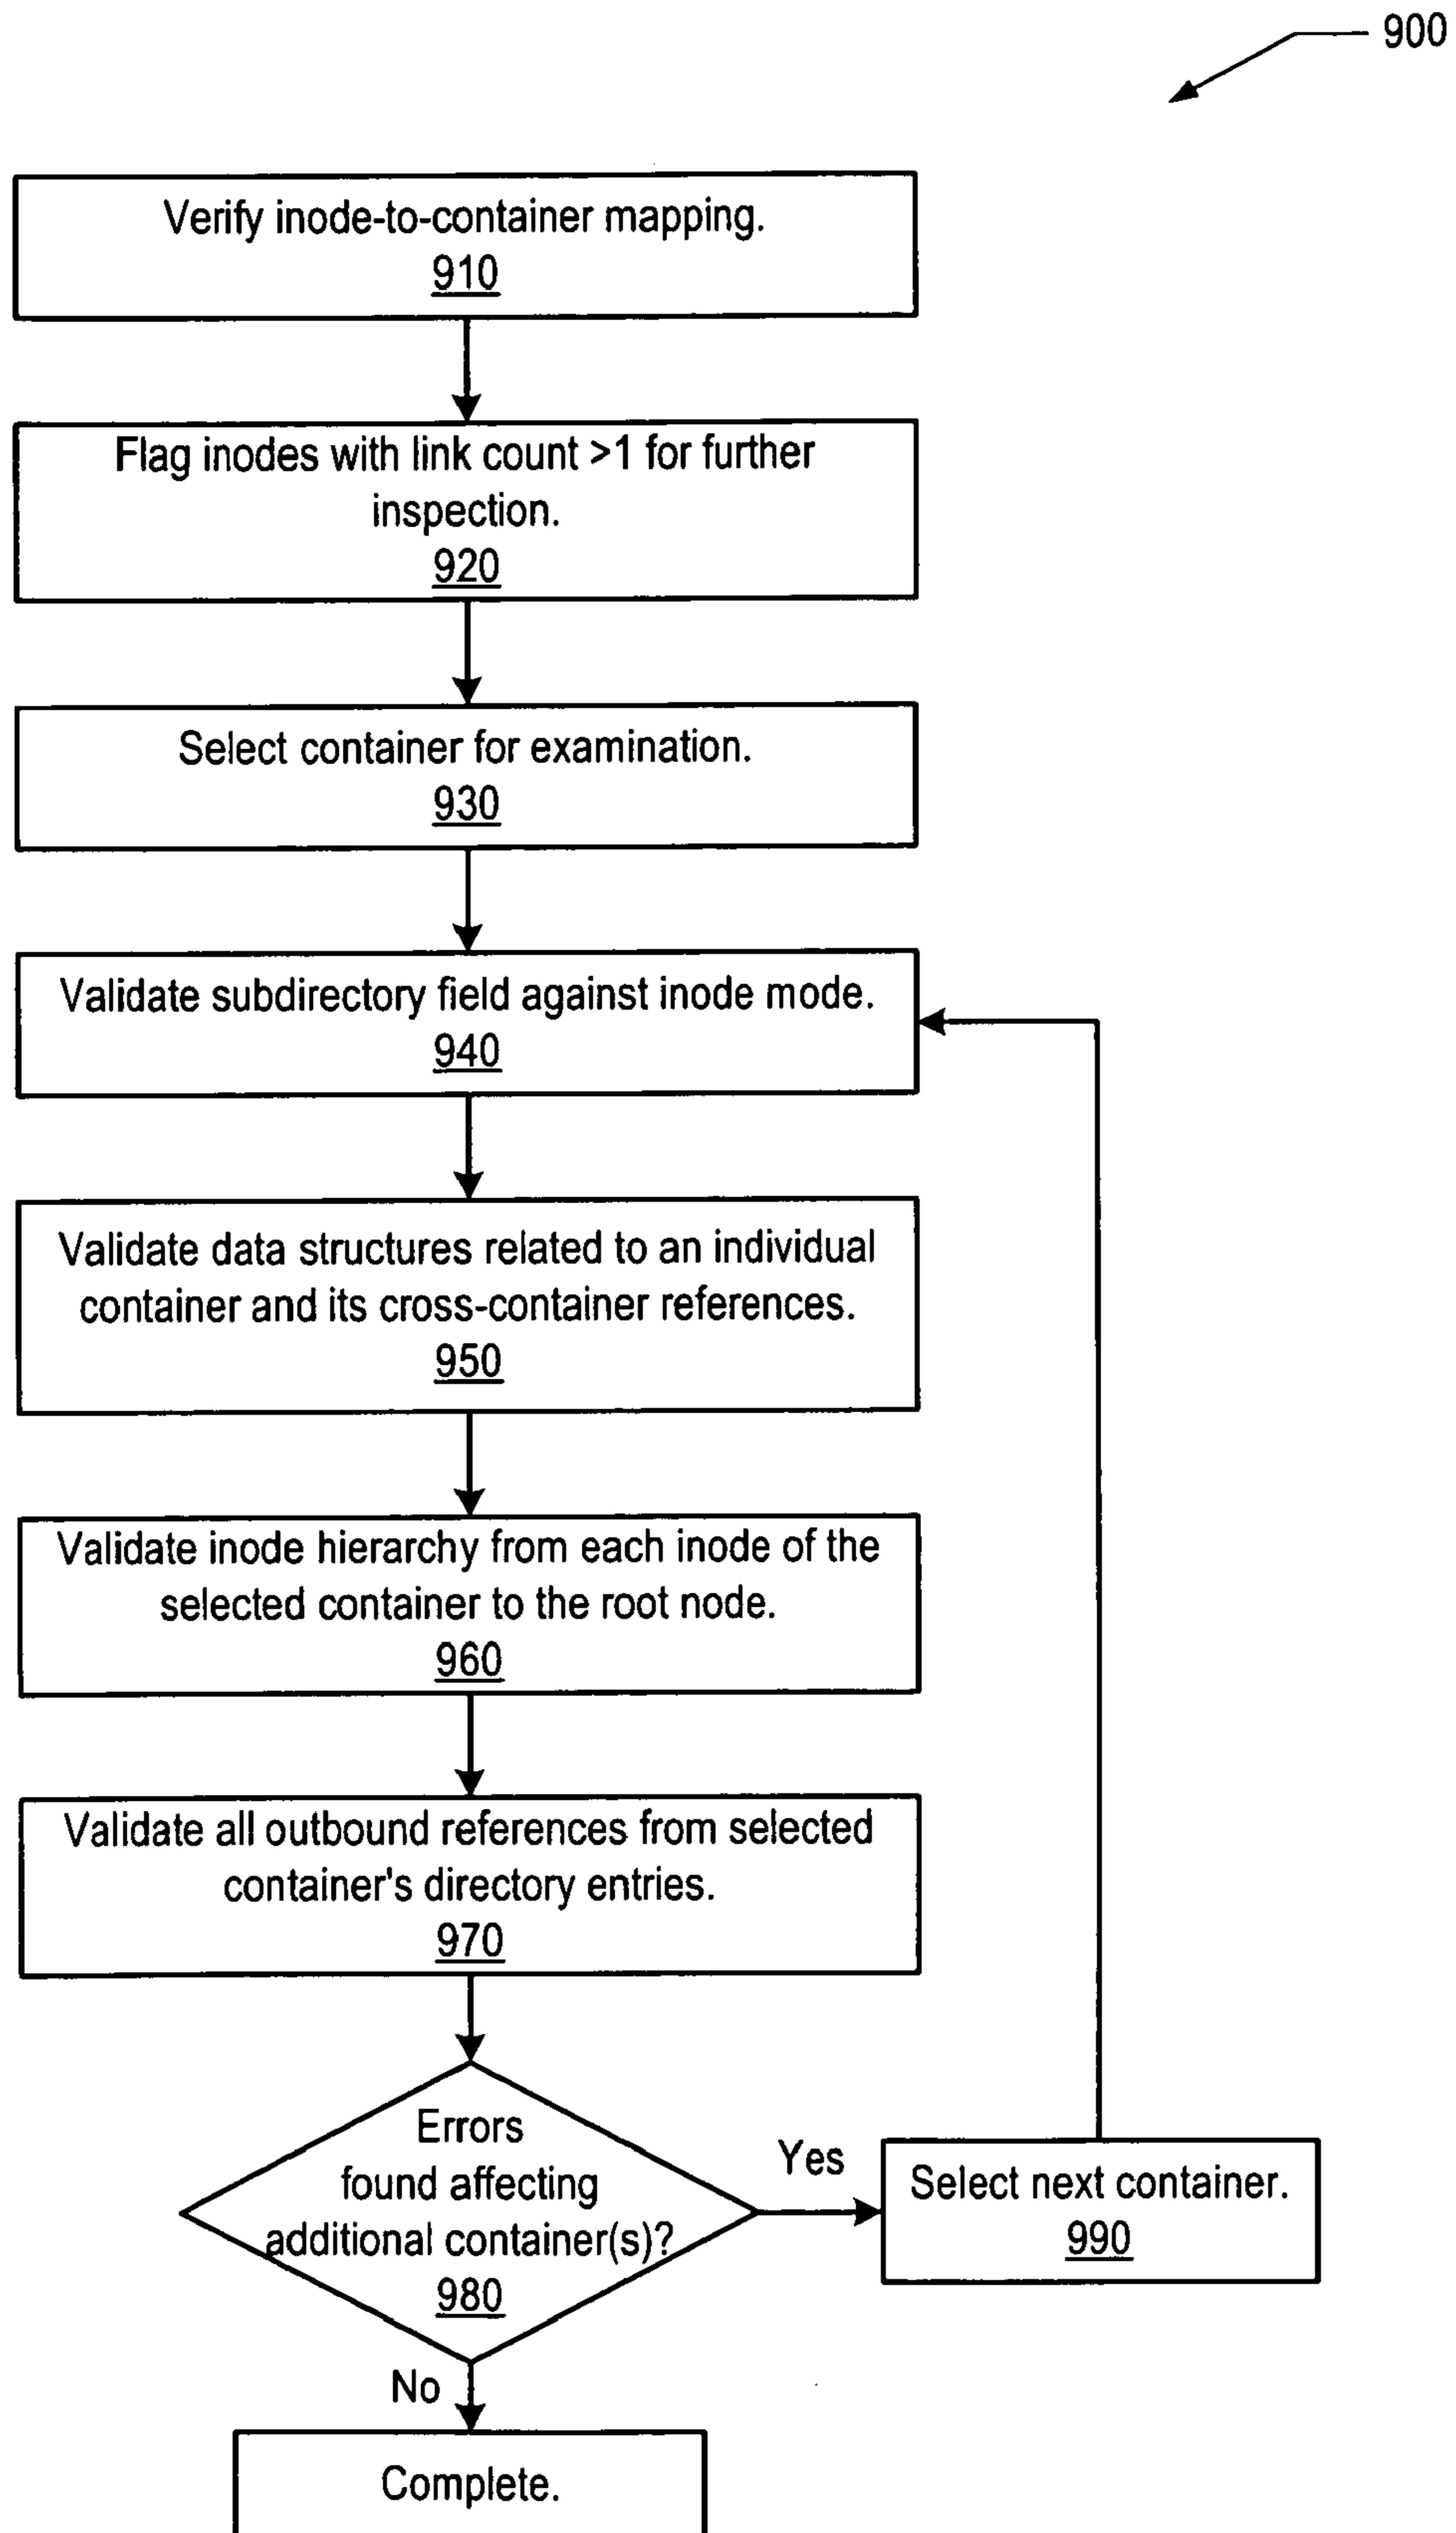 900
Verify inode-to-container mapping.
910
Flag inodes with link count >1 for further
inspection.
920
Select container for examination.
930
Validate subdirectory field against inode mode.
940
Validate data structures related to an individual
container and its cross-container references.
950
Validate inode hierarchy from each inode of the
selected container to the root node.
960
Validate all outbound references from selected
container's directory entries.
970
Errors
found affecting
additional container(s)?
980
Yes
Select next container.
990
No
Complete.